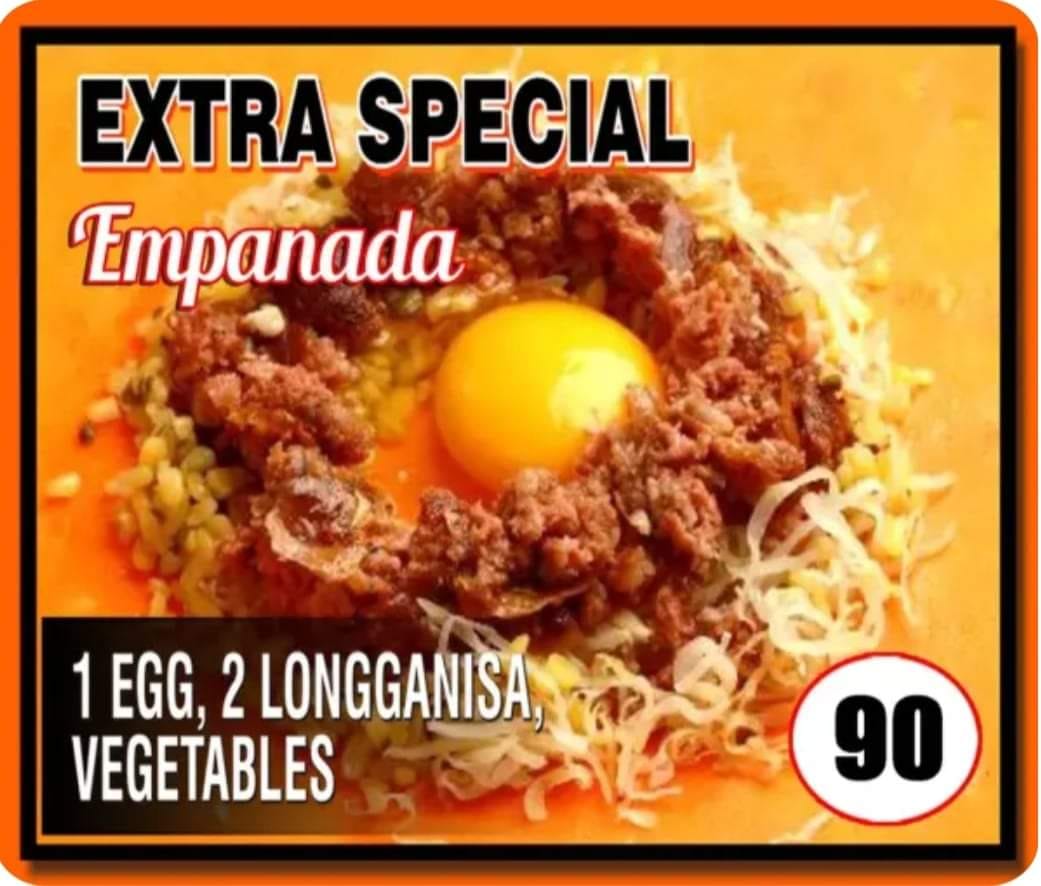 EXTRA SPECIAL
Empanada
1 EGG, 2 LONGGANISA,
VEGETABLES
90